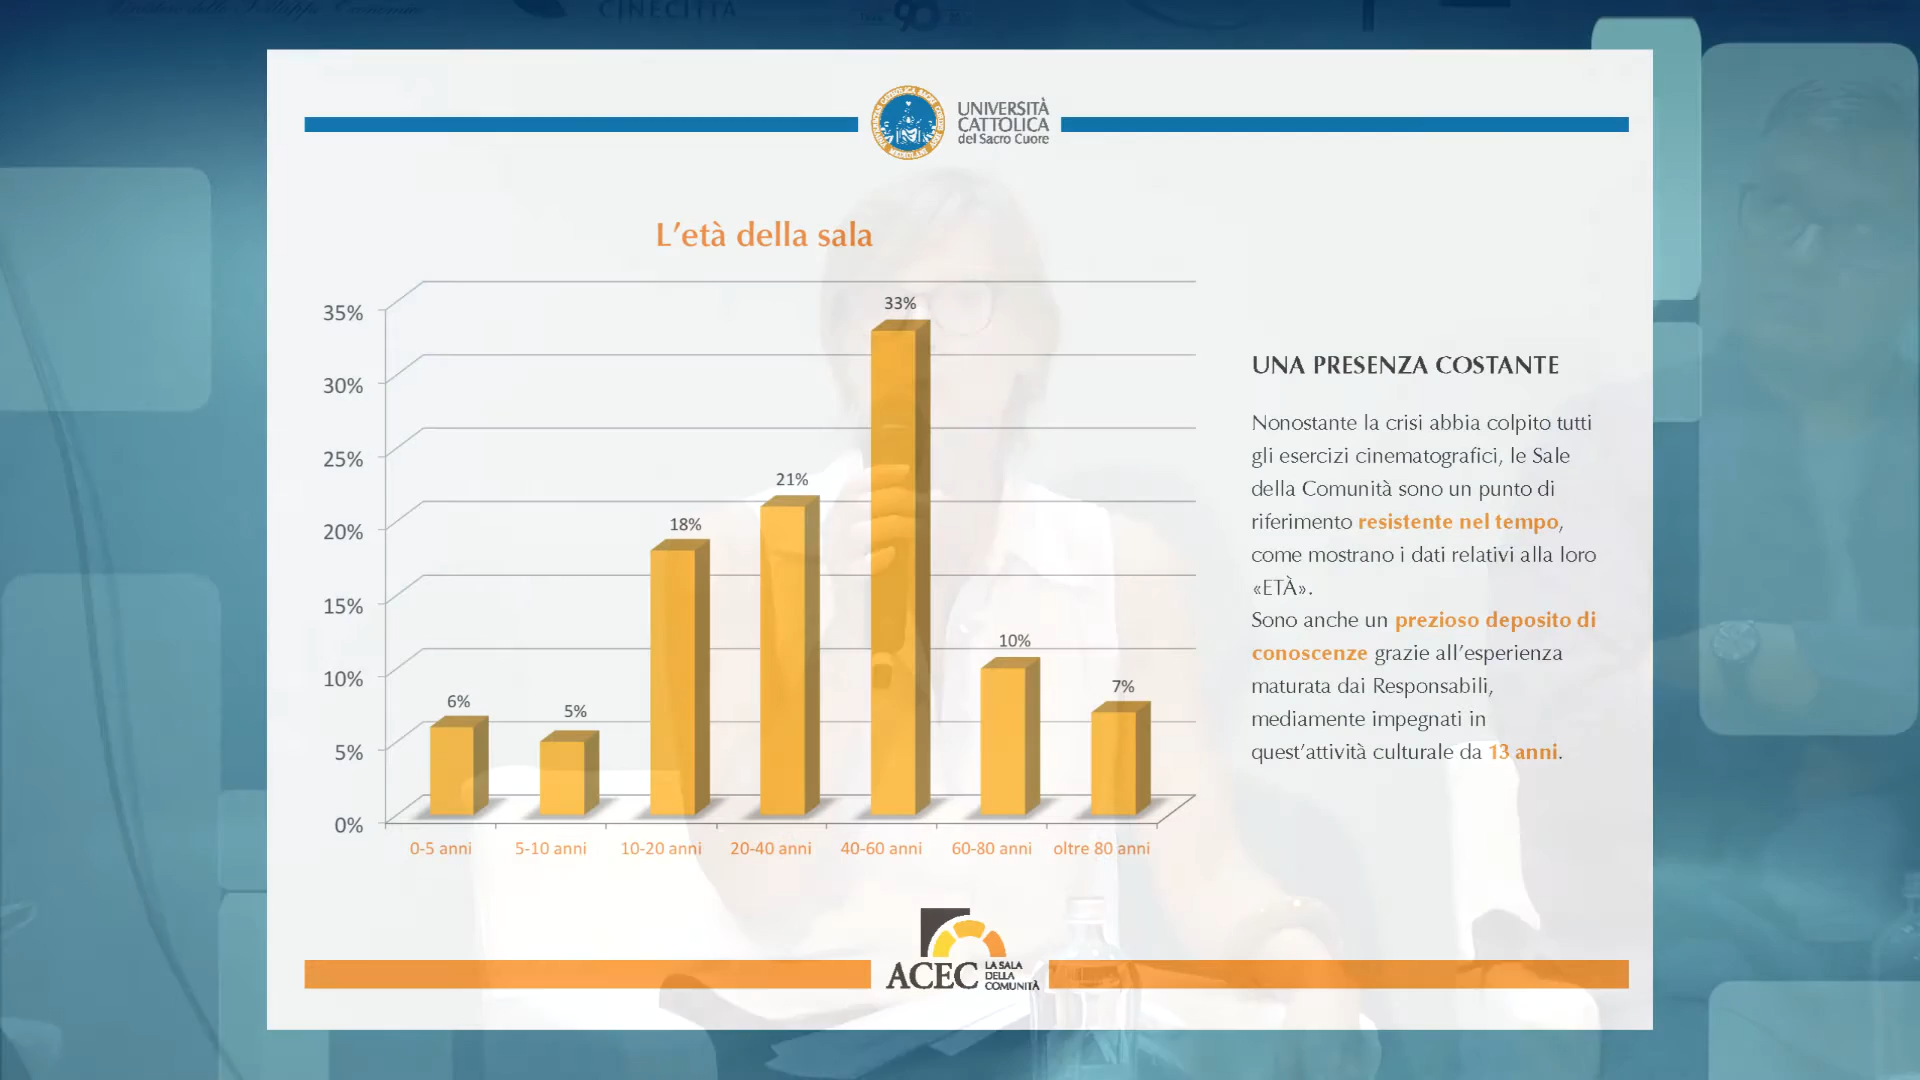 CINECITTÀ
90
UNIVERSITÀ
CATTOLICA
del Sacro Cuore
L'età della sala
35%
30%
25%
20%
15%
10%
5%
0%
6%
5%
18%
21%
33%
10%
7%
0-5 anni
5-10 anni
10-20 anni
20-40 anni
40-60 anni
60-80 anni
oltre 80 anni
UNA PRESENZA COSTANTE
Nonostante la crisi abbia colpito tutti
gli esercizi cinematografici, le Sale
della Comunità sono un punto di
riferimento resistente nel tempo,
come mostrano i dati relativi alla loro
«ETÀ».
Sono anche un prezioso deposito di
conoscenze grazie all'esperienza
maturata dai Responsabili,
mediamente impegnati in
quest'attività culturale da 13 anni.
ACEC
LA SALA
DELLA
COMUNITÀ